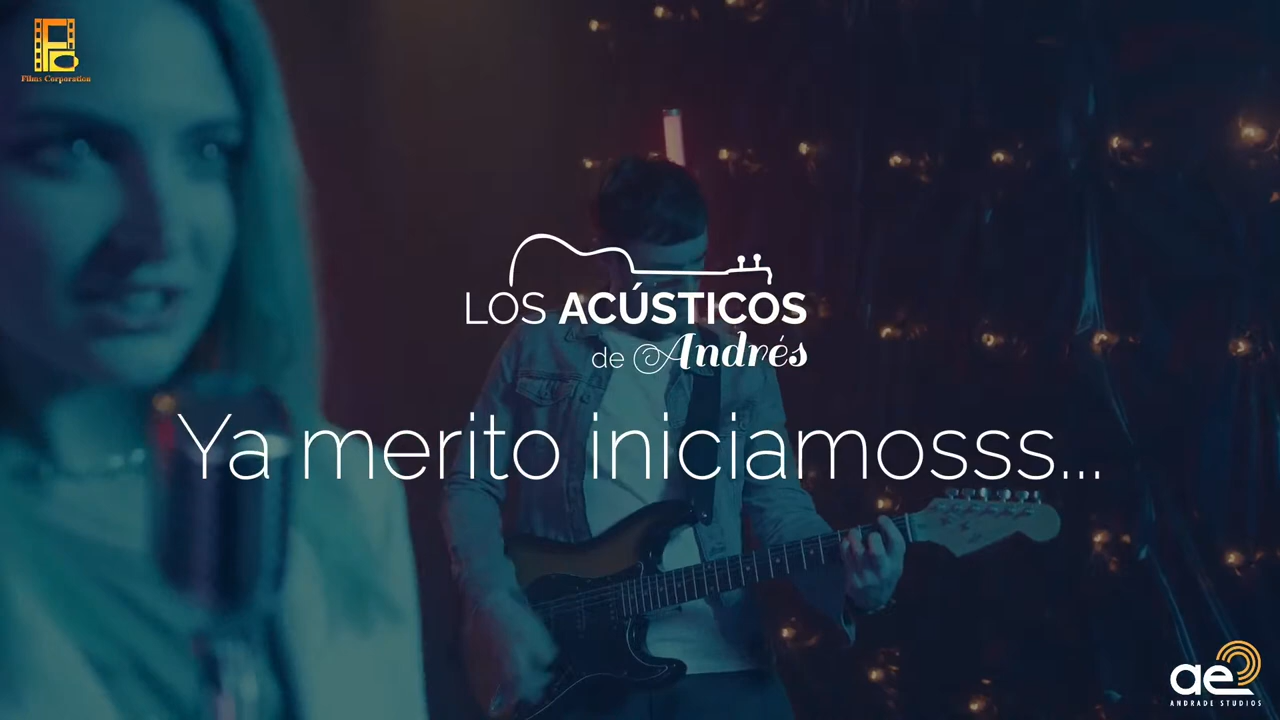 Films Corporation
LOS ACÚSTICOS
de Andrés
Ya merito iniciamosss...
ae
ANDRADE STUDIOS